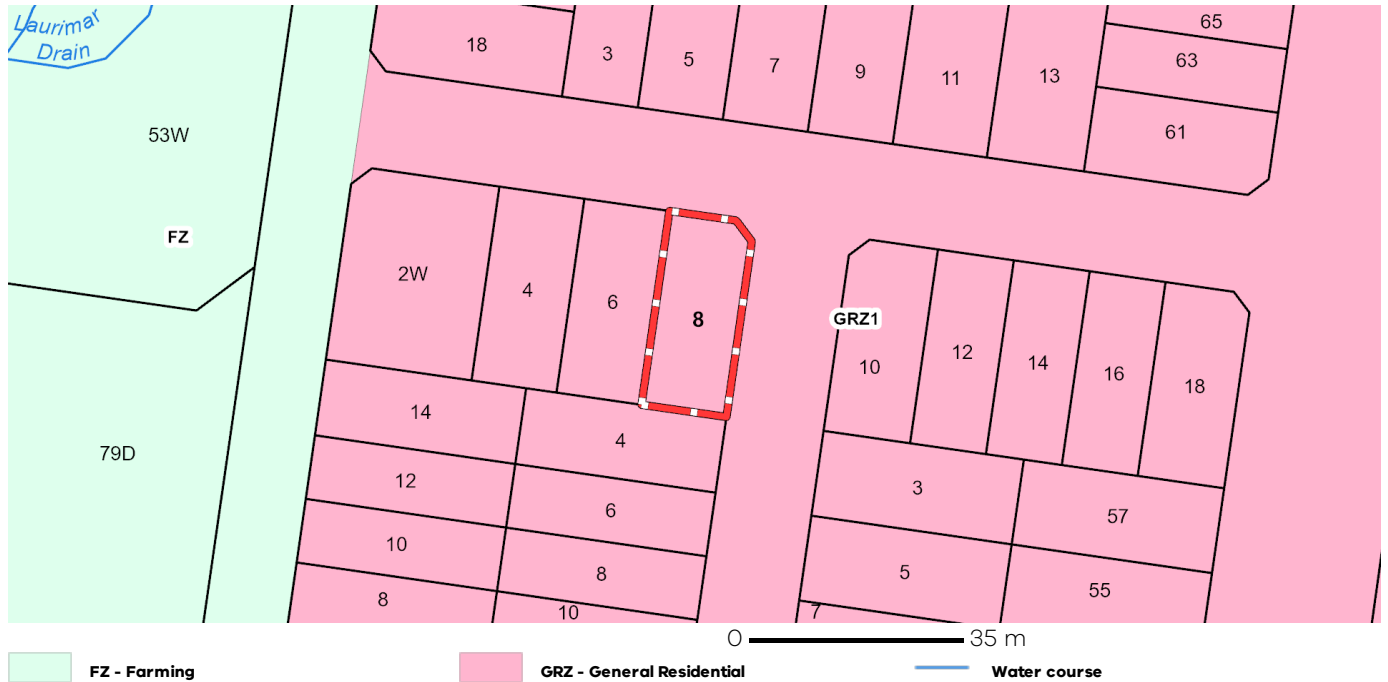 Laurimar
Drain
18
3
5
7
9
11
13
65
63
61
53W
FZ
2W
4
6
8
GRZ1
10
12
14
16
18
79D
14
4
12
6
10
8
8
10
3
57
5
55
7
0 35 m
FZ - Farming
GRZ - General Residential
Water course